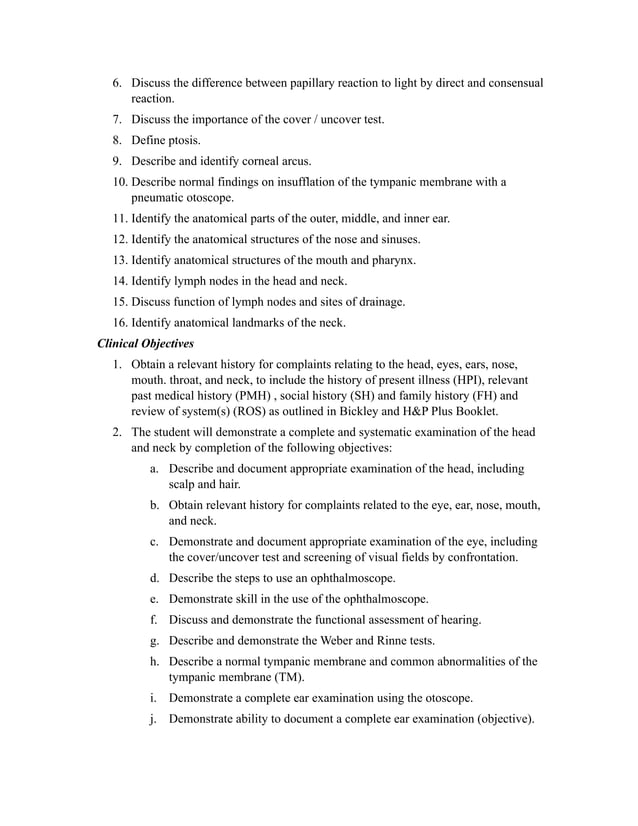 6. Discuss the difference between papillary reaction to light by direct and consensual
reaction.
7. Discuss the importance of the cover / uncover test.
8. Define ptosis.
9. Describe and identify corneal arcus.
10. Describe normal findings on insufflation of the tympanic membrane with a
pneumatic otoscope.
11. Identify the anatomical parts of the outer, middle, and inner ear.
12. Identify the anatomical structures of the nose and sinuses.
13. Identify anatomical structures of the mouth and pharynx.
14. Identify lymph nodes in the head and neck.
15. Discuss function of lymph nodes and sites of drainage.
16. Identify anatomical landmarks of the neck.
Clinical Objectives
1. Obtain a relevant history for complaints relating to the head, eyes, ears, nose,
mouth. throat, and neck, to include the history of present illness (HPI), relevant
past medical history (PMH) , social history (SH) and family history (FH) and
review of system(s) (ROS) as outlined in Bickley and H&P Plus Booklet.
2. The student will demonstrate a complete and systematic examination of the head
and neck by completion of the following objectives:
a. Describe and document appropriate examination of the head, including
scalp and hair.
b. Obtain relevant history for complaints related to the eye, ear, nose, mouth,
and neck.
c. Demonstrate and document appropriate examination of the eye, including
the cover/uncover test and screening of visual fields by confrontation.
d. Describe the steps to use an ophthalmoscope.
e. Demonstrate skill in the use of the ophthalmoscope.
f. Discuss and demonstrate the functional assessment of hearing.
g. Describe and demonstrate the Weber and Rinne tests.
h. Describe a normal tympanic membrane and common abnormalities of the
tympanic membrane (TM).
i. Demonstrate a complete ear examination using the otoscope.
j. Demonstrate ability to document a complete ear examination (objective).